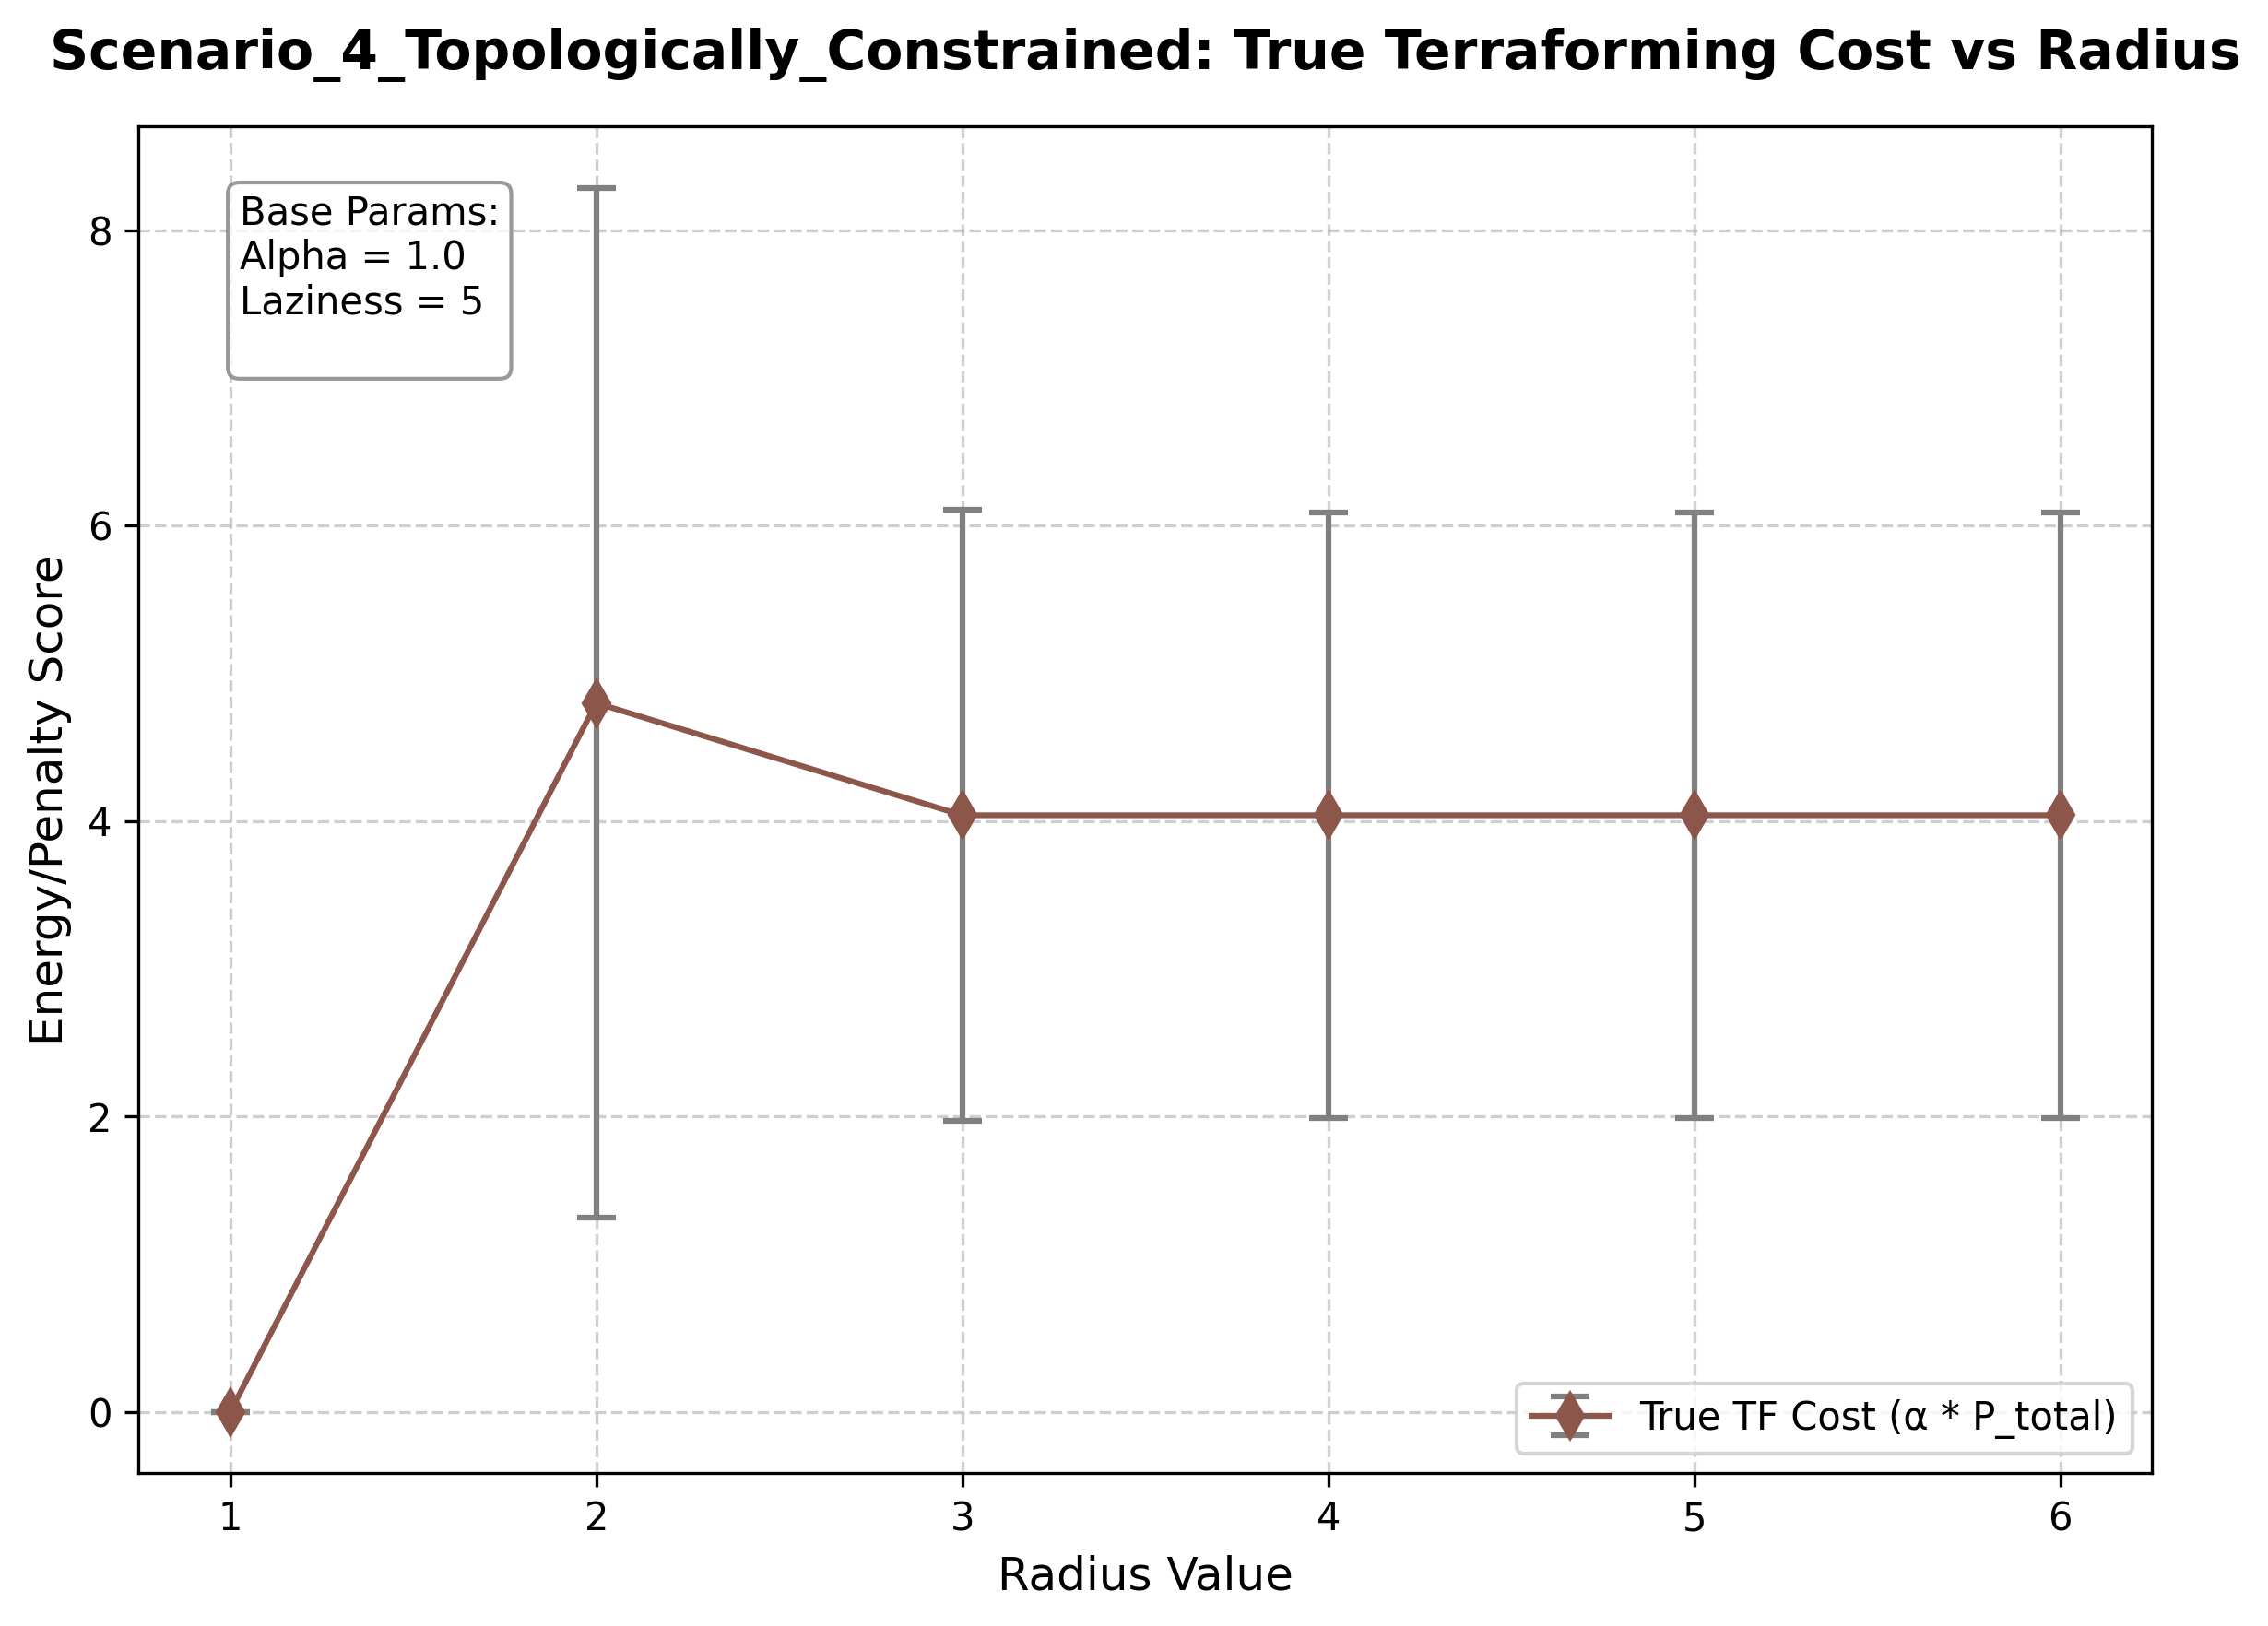 Scenario_4_Topologically_Constrained: True Terraforming Cost vs Radius
Base Params:
Alpha = 1.0
Laziness = 5
Energy/Penalty Score
8
6
4
2
0
True TF Cost (α * P_total)
1 2 3 4 5 6
Radius Value